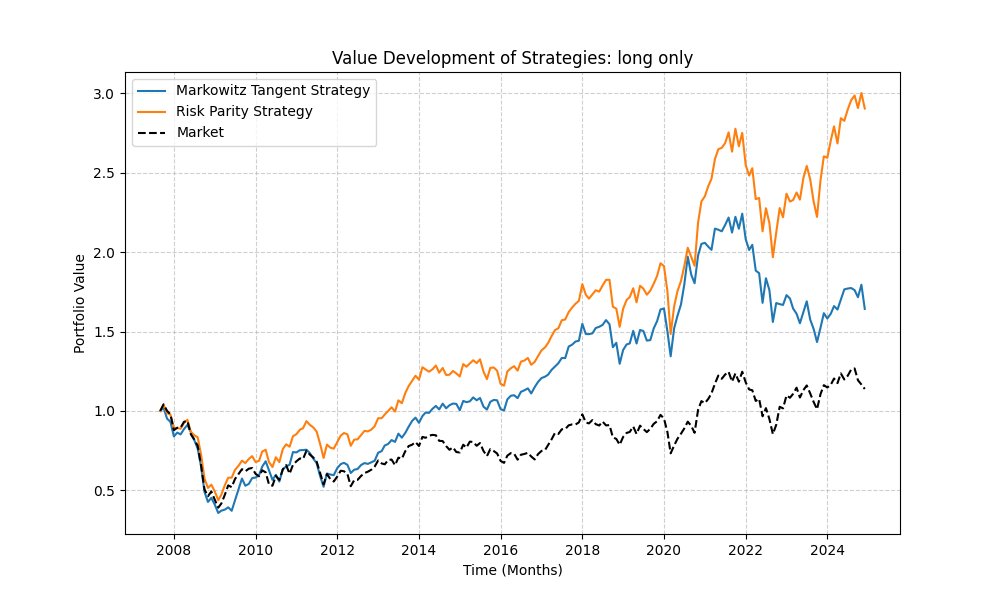 Value Development of Strategies: long only
Markowitz Tangent Strategy
Risk Parity Strategy
Market
3.0
2.5
2.0
1.5
1.0
0.5
Portfolio Value
2008 2010 2012 2014 2016 2018 2020 2022 2024
Time (Months)